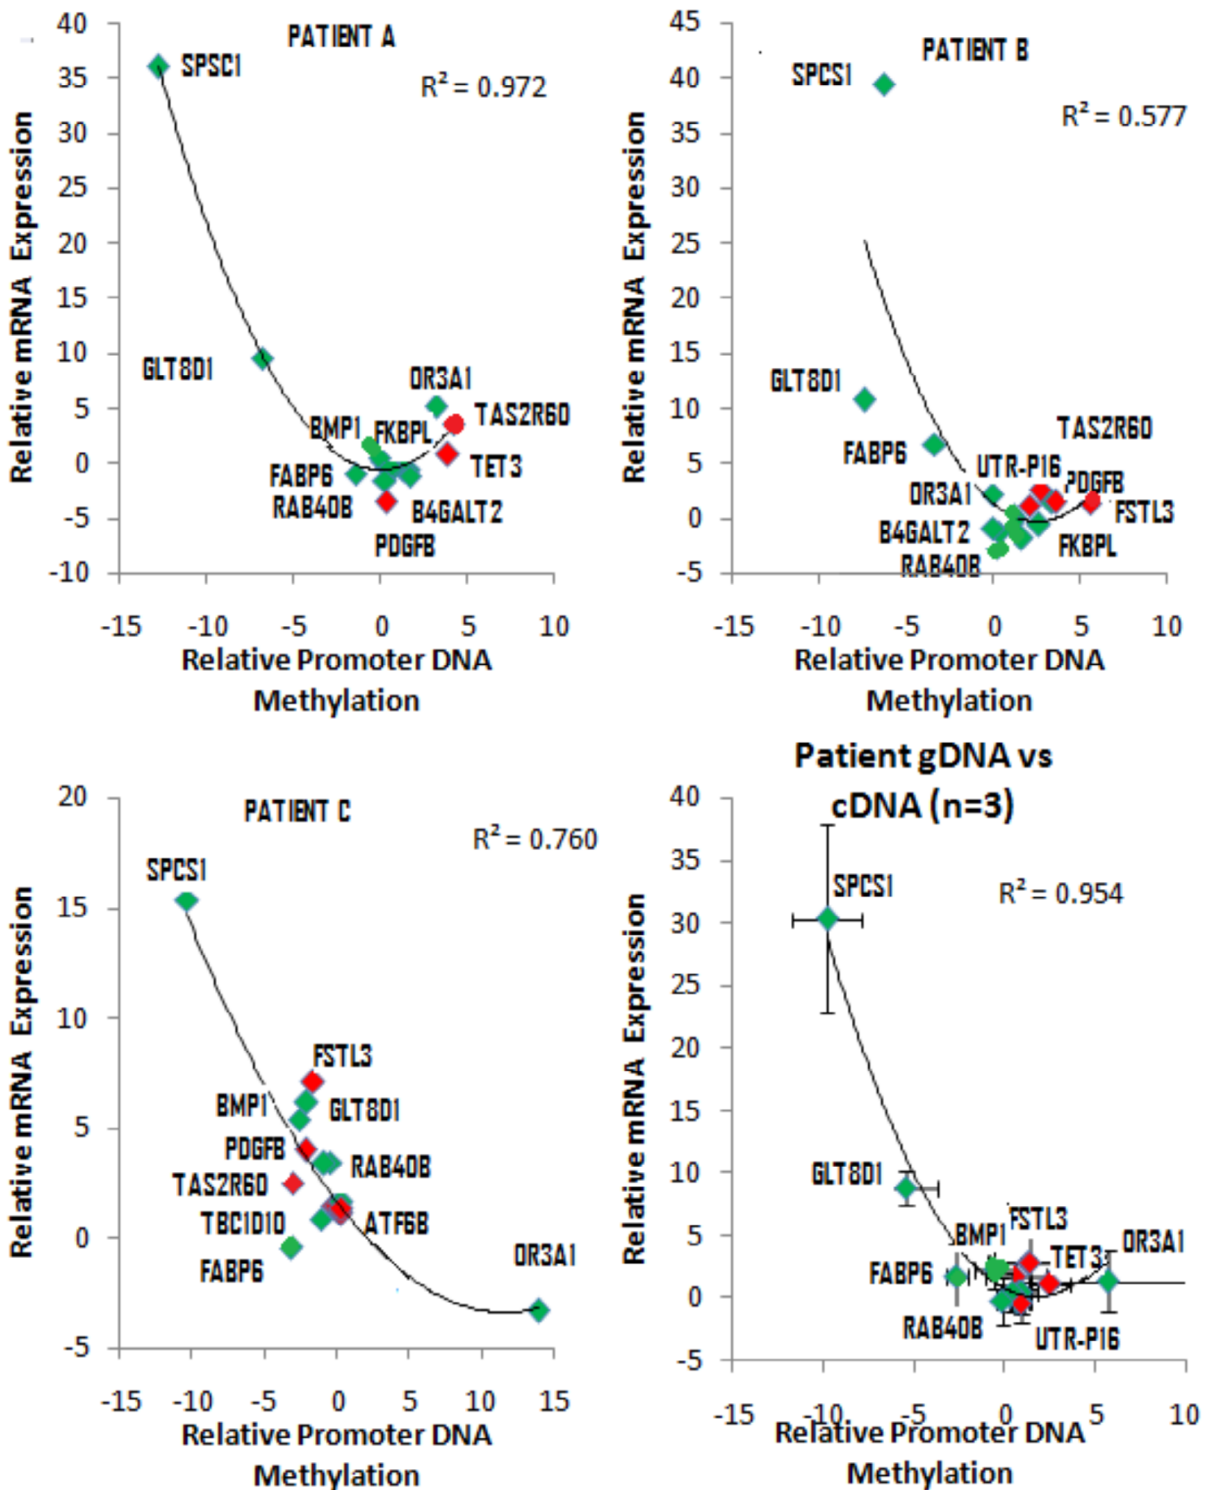 PATIENT A
R² = 0.972
Relative mRNA Expression
40
35
30
25
20
15
10
5
0
-5
-10
SPSC1
GLT8D1
OR3A1
TAS2R60
BMP1
FKBPL
TET3
FABP6
RAB40B
B4GALT2
PDGFB
-15
-10
-5
0
5
10
Relative Promoter DNA
Methylation
PATIENT B
R² = 0.577
Relative mRNA Expression
45
40
35
30
25
20
15
10
5
0
-5
SPCS1
GLT8D1
FABP6
TAS2R60
UTR-P16
PDGFB
OR3A1
FSTL3
B4GALT2
FKBPL
RAB40B
-15
-10
-5
0
5
10
Relative Promoter DNA
Methylation
PATIENT C
R² = 0.760
Relative mRNA Expression
20
15
10
5
0
-5
SPCS1
FSTL3
BMP1
GLT8D1
PDGFB
RAB40B
TAS2R60
TBC1D10
ATF6B
FABP6
OR3A1
-15
-10
-5
0
5
10
15
Relative Promoter DNA
Methylation
Patient gDNA vs
cDNA (n=3)
R² = 0.954
Relative mRNA Expression
40
35
30
25
20
15
10
5
0
-5
SPCS1
GLT8D1
FSTL3
BMP1
TET3
OR3A1
FABP6
RAB40B
UTR-P16
-15
-10
-5
0
5
10
Relative Promoter DNA
Methylation